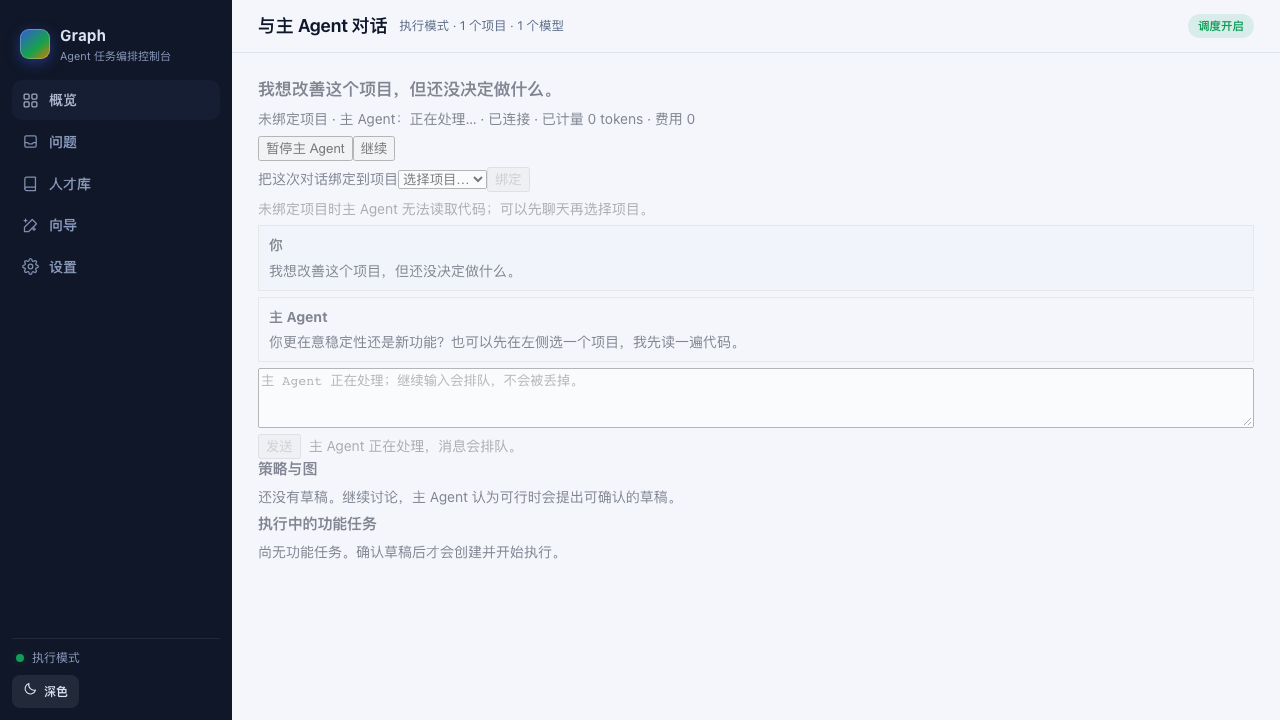 Graph
Agent 任务编排控制台
概览
问题
人才库
向导
设置
执行模式
深色
与主 Agent 对话
执行模式 · 1 个项目 · 1 个模型
调度开启
我想改善这个项目，但还没决定做什么。
未绑定项目 · 主 Agent：正在处理… · 已连接 · 已计量 0 tokens · 费用 0
暂停主 Agent
继续
把这次对话绑定到项目
选择项目…
绑定
未绑定项目时主 Agent 无法读取代码；可以先聊天再选择项目。
你
我想改善这个项目，但还没决定做什么。
主 Agent
你更在意稳定性还是新功能？也可以先在左侧选一个项目，我先读一遍代码。
主 Agent 正在处理；继续输入会排队，不会被丢掉。
发送
主 Agent 正在处理，消息会排队。
策略与图
还没有草稿。继续讨论，主 Agent 认为可行时会提出可确认的草稿。
执行中的功能任务
尚无功能任务。确认草稿后才会创建并开始执行。